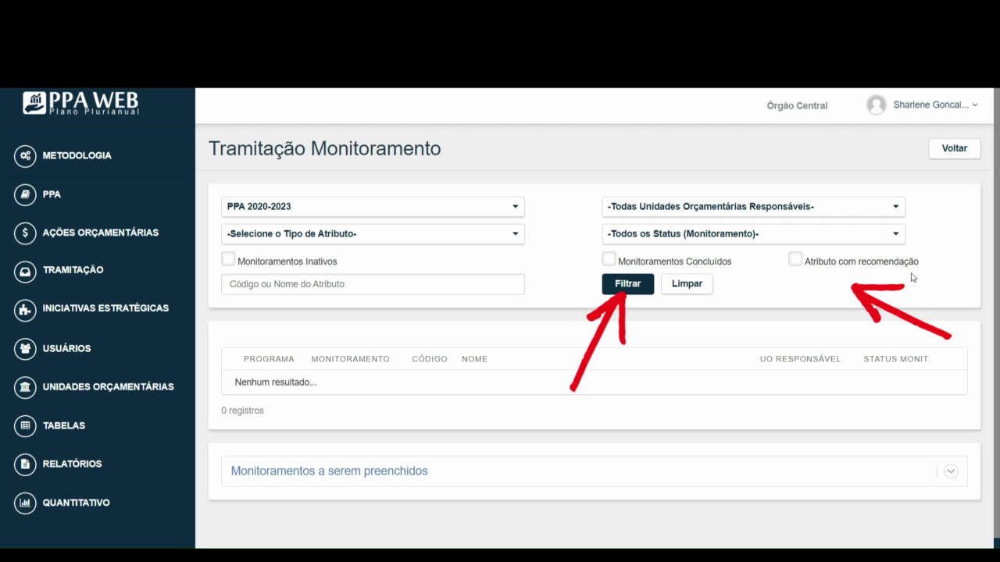 PPA WEB
Plano Plurianual
Órgão Central
Sharlene Goncal...
METODOLOGIA
PPA
AÇÕES ORÇAMENTÁRIAS
TRAMITAÇÃO
INICIATIVAS ESTRATÉGICAS
USUÁRIOS
UNIDADES ORÇAMENTÁRIAS
TABELAS
RELATÓRIOS
QUANTITATIVO
Tramitação Monitoramento
Voltar
PPA 2020-2023
-Todas Unidades Orçamentárias Responsáveis-
-Selecione o Tipo de Atributo-
-Todos os Status (Monitoramento)-
Monitoramentos Inativos
Monitoramentos Concluídos
Atributo com recomendação
Código ou Nome do Atributo
Filtrar
Limpar
PROGRAMA MONITORAMENTO CÓDIGO NOME UO RESPONSÁVEL STATUS MONIT.
Nenhum resultado...
0 registros
Monitoramentos a serem preenchidos